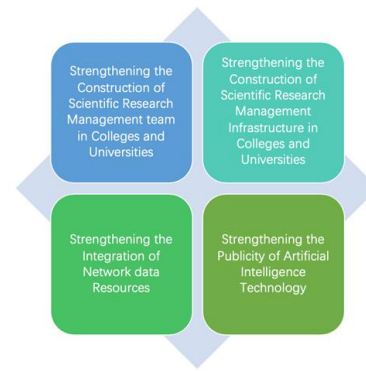 Strengthening the
Construction of
Scientific Research
Management team
in Colleges and
Universities
Strengthening the
Construction of
Scientific Research
Management
Infrastructure in
Colleges and
Universities
Strengthening the
Integration of
Network data
Resources
Strengthening the
Publicity of Artificial
Intelligence
Technology